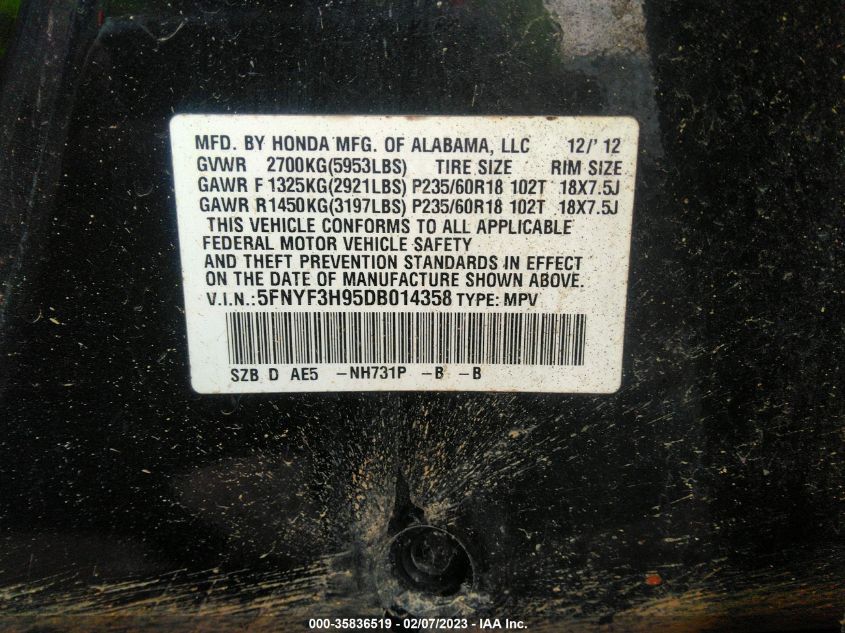 MFD. BY HONDA MFG. OF ALABAMA, LLC 12/'12
GVWR 2700KG(5953LBS) TIRE SIZE RIM SIZE
GAWR F 1325KG(2921LBS) P235/60R18 102T 18X7.5J
GAWR R1450KG(3197LBS) P235/60R18 102T 18X7.5J
THIS VEHICLE CONFORMS TO ALL APPLICABLE
FEDERAL MOTOR VEHICLE SAFETY
AND THEFT PREVENTION STANDARDS IN EFFECT
ON THE DATE OF MANUFACTURE SHOWN ABOVE.
V.I.N.: 5FNYF3H95DB014358 TYPE: MPV
SZB D AE5 -NH731P -B -B
000-35836519 - 02/07/2023 - IAA Inc.